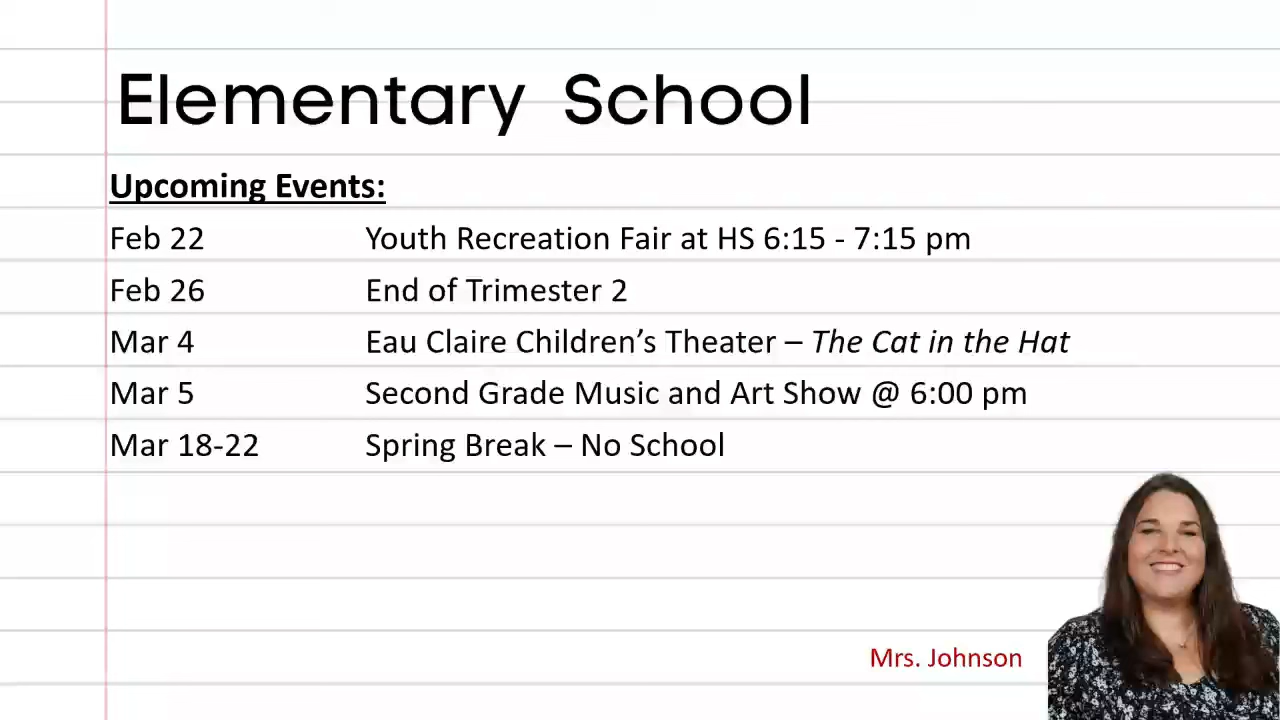 Elementary School
Upcoming Events:
Feb 22 Youth Recreation Fair at HS 6:15 - 7:15 pm
Feb 26 End of Trimester 2
Mar 4 Eau Claire Children’s Theater – The Cat in the Hat
Mar 5 Second Grade Music and Art Show @ 6:00 pm
Mar 18-22 Spring Break – No School
Mrs. Johnson